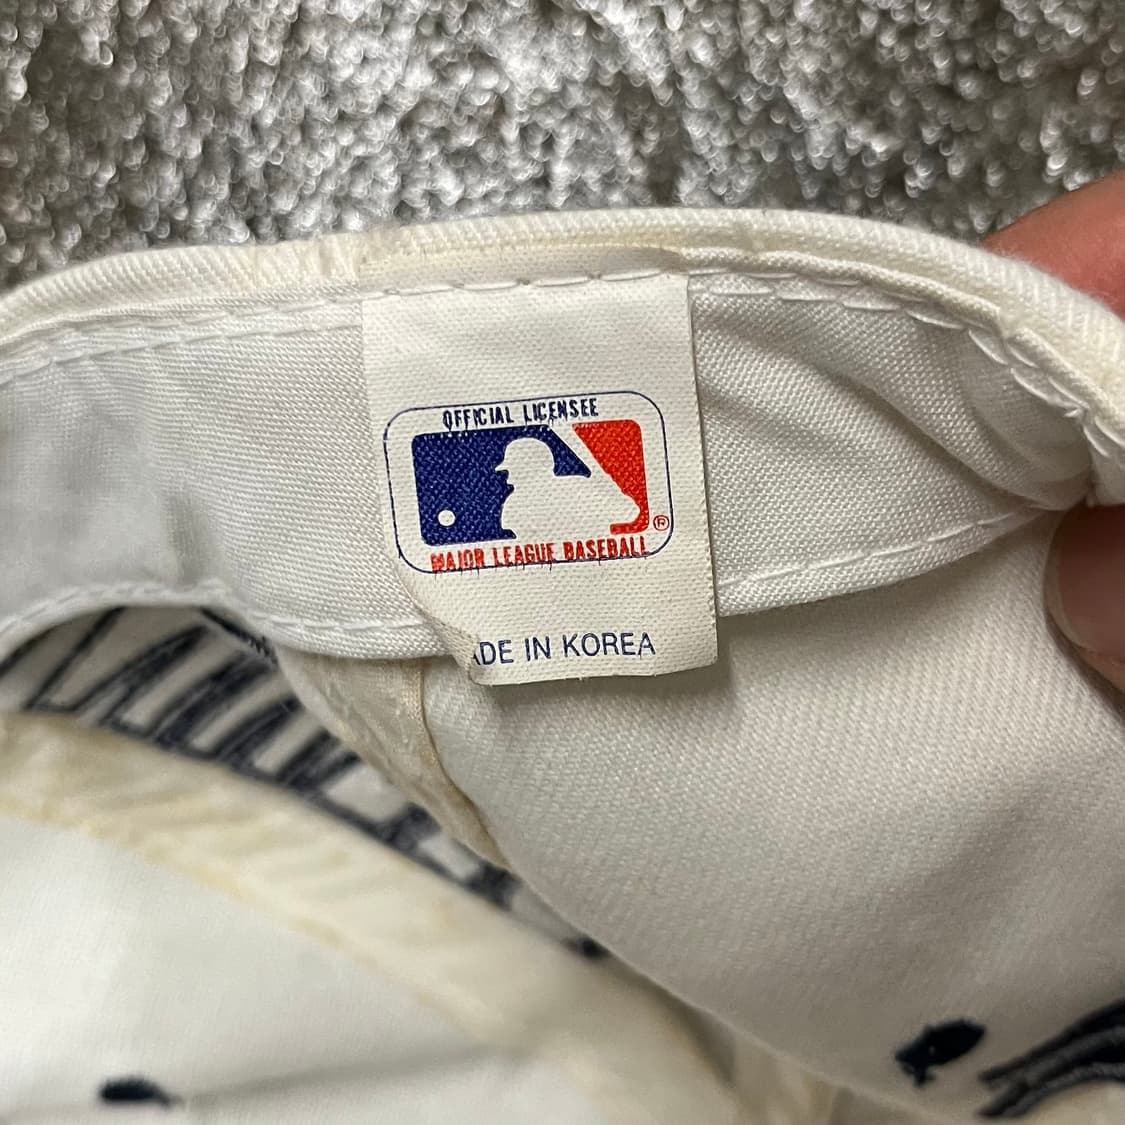 OFFICIAL LICENSEE
®
MAJOR LEAGUE BASEBALL
ADE IN KOREA